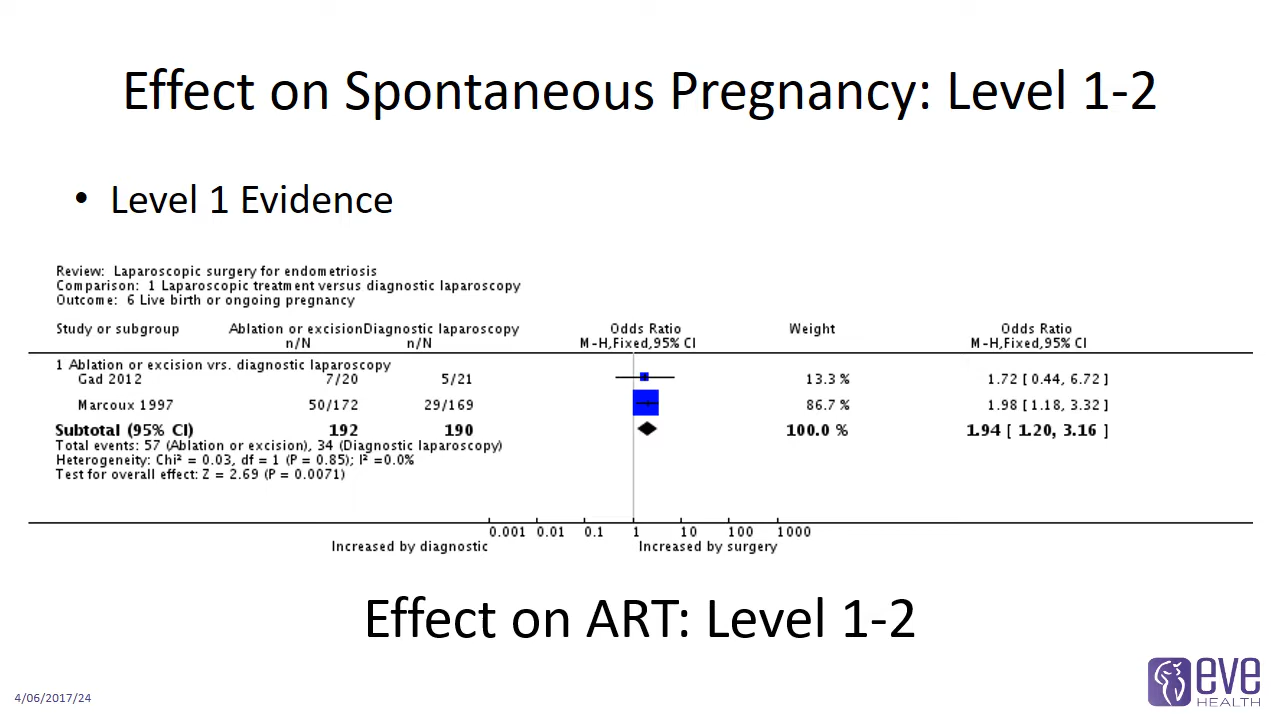 Effect on Spontaneous Pregnancy: Level 1-2
• Level 1 Evidence
Review: Laparoscopic surgery for endometriosis
Comparison: 1 Laparoscopic treatment versus diagnostic laparoscopy
Outcome: 6 Live birth or ongoing pregnancy
Study or subgroup Ablation or excision Diagnostic laparoscopy Odds Ratio Weight Odds Ratio
n/N n/N M-H,Fixed,95% CI M-H,Fixed,95% CI
1 Ablation or excision vrs. diagnostic laparoscopy
Gad 2012 7/20 5/21 13.3 % 1.72 [ 0.44, 6.72 ]
Marcoux 1997 50/172 29/169 86.7 % 1.98 [ 1.18, 3.32 ]
Subtotal (95% CI) 192 190 100.0 % 1.94 [ 1.20, 3.16 ]
Total events: 57 (Ablation or excision), 34 (Diagnostic laparoscopy)
Heterogeneity: Chi² = 0.03, df = 1 (P = 0.85); I² =0.0%
Test for overall effect: Z = 2.69 (P = 0.0071)
0.001 0.01 0.1 1 10 100 1000
Increased by diagnostic Increased by surgery
Effect on ART: Level 1-2
4/06/2017/24
eve
HEALTH